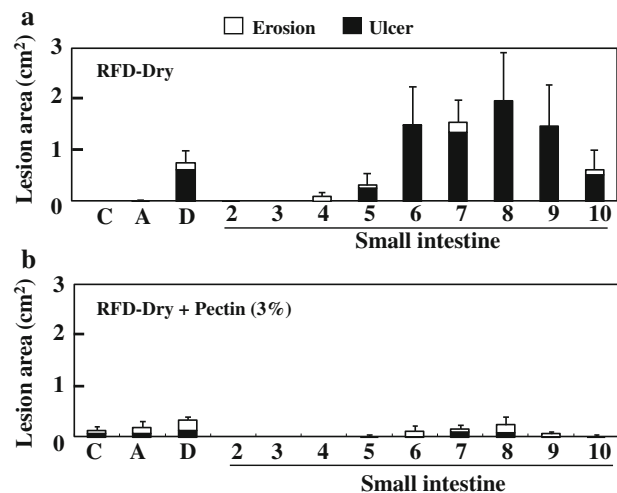 a
Erosion Ulcer
Lesion area (cm²)
3
2
1
0
RFD-Dry
C A D 2 3 4 5 6 7 8 9 10
Small intestine
b
Lesion area (cm²)
3
2
1
0
RFD-Dry + Pectin (3%)
C A D 2 3 4 5 6 7 8 9 10
Small intestine